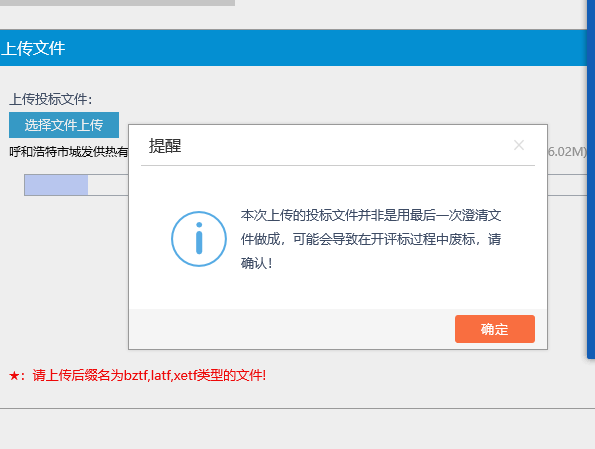 上传文件
上传投标文件：
选择文件上传
呼和浩特市城发供热有
6.02M)
提醒
本次上传的投标文件并非是用最后一次澄清文
件做成，可能会导致在开评标过程中废标，请
确认！
确定
★：请上传后缀名为bztf,latf,xetf类型的文件!